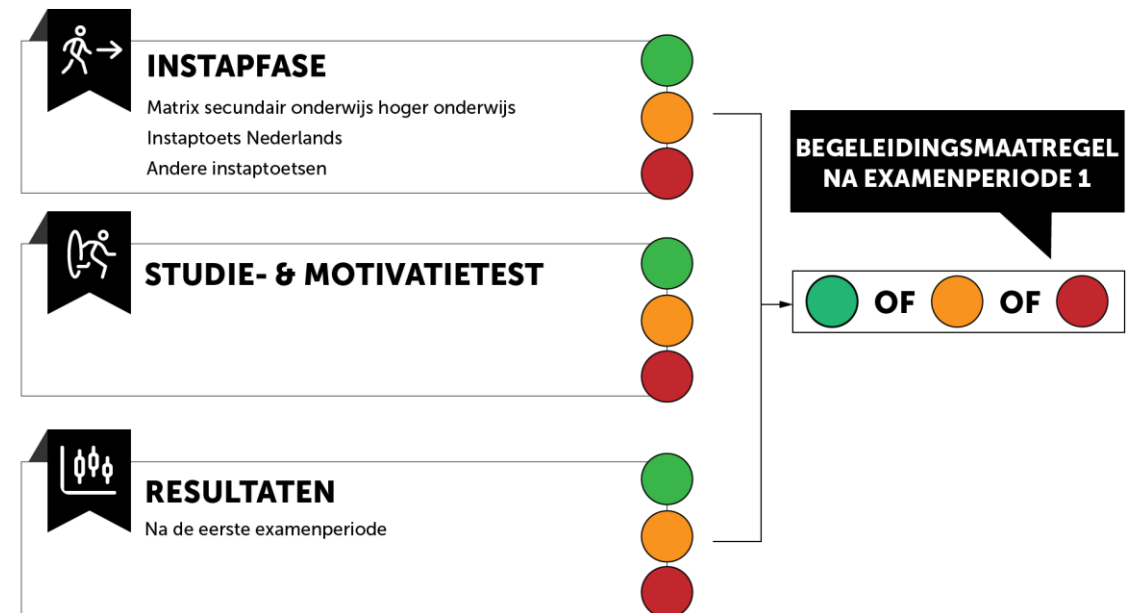 INSTAPFASE
Matrix secundair onderwijs hoger onderwijs
Instaptoets Nederlands
Andere instaptoetsen
STUDIE- & MOTIVATIETEST
RESULTATEN
Na de eerste examenperiode
BEGELEIDINGSMAATREGEL
NA EXAMENPERIODE 1
OF OF